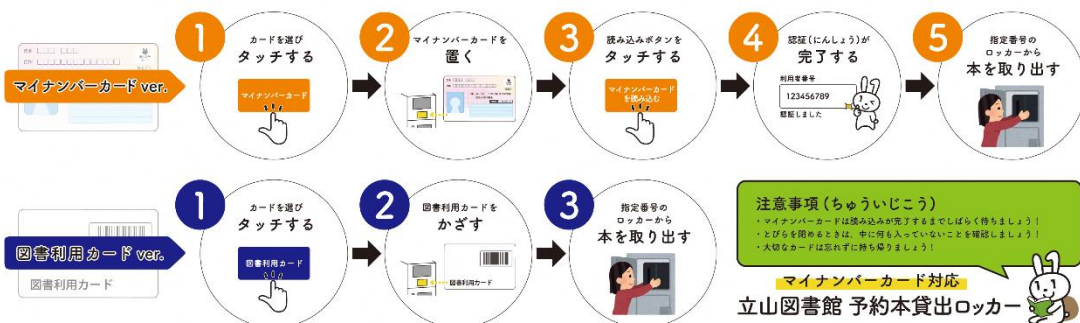 マイナンバーカード ver.
1
カードを選び
タッチする
マイナンバーカード
2
マイナンバーカードを
置く
3
読み込みボタンを
タッチする
マイナンバーカード
を読み込む
4
認証(にんしょう)が
完了する
利用者番号
123456789
認証しました
5
指定番号の
ロッカーから
本を取り出す
図書利用カード ver.
図書利用カード
1
カードを選び
タッチする
図書利用カード
2
図書利用カードを
かざす
図書利用カード
3
指定番号の
ロッカーから
本を取り出す
注意事項(ちゅういじこう)
・マイナンバーカードは読み込みが完了するまでしばらく待ちましょう!
・とびらを閉めるときは、中に何も入っていないことを確認しましょう!
・大切なカードは忘れずに持ち帰りましょう!
マイナンバーカード対応
立山図書館 予約本貸出ロッカー